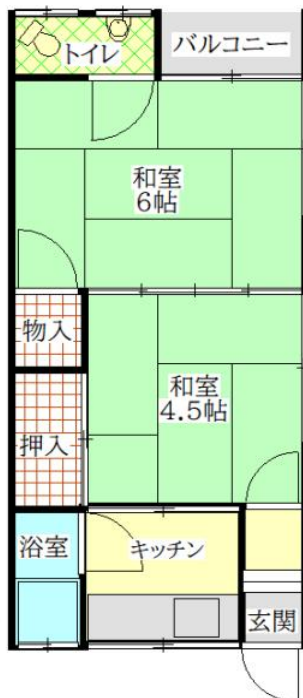 トイレ
バルコニー
和室
6帖
物入
和室
4.5帖
押入
浴室
キッチン
玄関